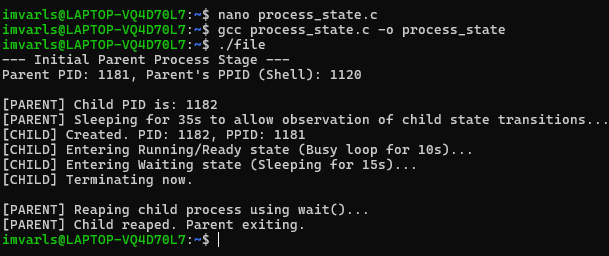 imvarls@LAPTOP-VQ4D70L7:~$ nano process_state.c
imvarls@LAPTOP-VQ4D70L7:~$ gcc process_state.c -o process_state
imvarls@LAPTOP-VQ4D70L7:~$ ./file
--- Initial Parent Process Stage ---
Parent PID: 1181, Parent's PPID (Shell): 1120

[PARENT] Child PID is: 1182
[PARENT] Sleeping for 35s to allow observation of child state transitions...
[CHILD] Created. PID: 1182, PPID: 1181
[CHILD] Entering Running/Ready state (Busy loop for 10s)...
[CHILD] Entering Waiting state (Sleeping for 15s)...
[CHILD] Terminating now.

[PARENT] Reaping child process using wait()...
[PARENT] Child reaped. Parent exiting.
imvarls@LAPTOP-VQ4D70L7:~$